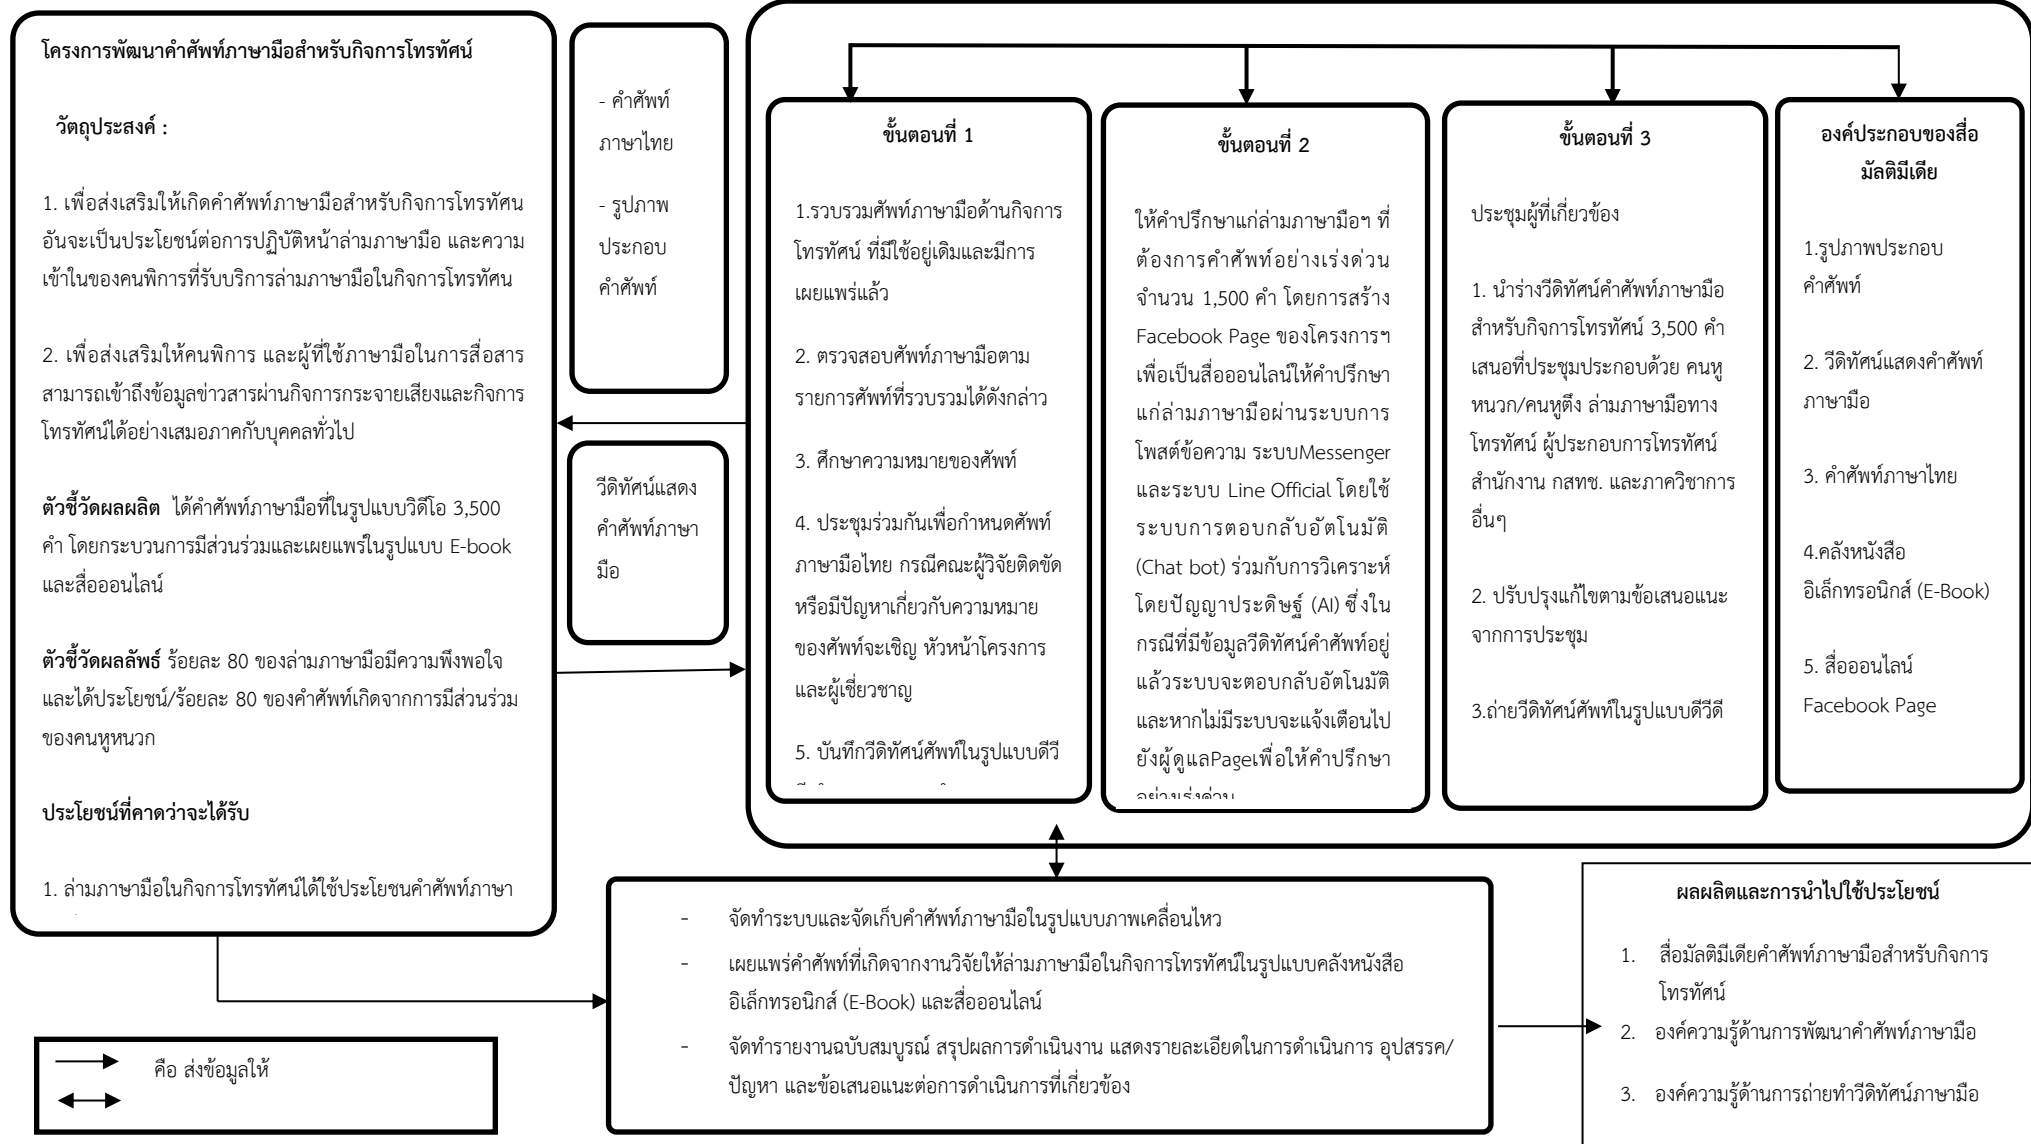 โครงการพัฒนาคำศัพท์ภาษามือสำหรับกิจการโทรทัศน์
วัตถุประสงค์ :
1. เพื่อส่งเสริมให้เกิดคำศัพท์ภาษามือสำหรับกิจการโทรทัศน
อันจะเป็นประโยชน์ต่อการปฏิบัติหน้าล่ามภาษามือ และความ
เข้าในของคนพิการที่รับบริการล่ามภาษามือในกิจการโทรทัศน
2. เพื่อส่งเสริมให้คนพิการ และผู้ที่ใช้ภาษามือในการสื่อสาร
สามารถเข้าถึงข้อมูลข่าวสารผ่านกิจการกระจายเสียงและกิจการ
โทรทัศน์ได้อย่างเสมอภาคกับบุคคลทั่วไป
ตัวชี้วัดผลผลิต ได้คำศัพท์ภาษามือที่ในรูปแบบวิดีโอ 3,500
คำ โดยกระบวนการมีส่วนร่วมและเผยแพร่ในรูปแบบ E-book
และสื่อออนไลน์
ตัวชี้วัดผลลัพธ์ ร้อยละ 80 ของล่ามภาษามือมีความพึงพอใจ
และได้ประโยชน์/ร้อยละ 80 ของคำศัพท์เกิดจากการมีส่วนร่วม
ของคนหูหนวก
ประโยชน์ที่คาดว่าจะได้รับ
1. ล่ามภาษามือในกิจการโทรทัศน์ได้ใช้ประโยชนคำศัพท์ภาษา
- คำศัพท์
ภาษาไทย
- รูปภาพ
ประกอบ
คำศัพท์
วีดิทัศน์แสดง
คำศัพท์ภาษา
มือ
ขั้นตอนที่ 1
1.รวบรวมศัพท์ภาษามือด้านกิจการ
โทรทัศน์ ที่มีใช้อยู่เดิมและมีการ
เผยแพร่แล้ว
2. ตรวจสอบศัพท์ภาษามือตาม
รายการศัพท์ที่รวบรวมได้ดังกล่าว
3. ศึกษาความหมายของศัพท์
4. ประชุมร่วมกันเพื่อกำหนดศัพท์
ภาษามือไทย กรณีคณะผู้วิจัยติดขัด
หรือมีปัญหาเกี่ยวกับความหมาย
ของศัพท์จะเชิญ หัวหน้าโครงการ
และผู้เชี่ยวชาญ
5. บันทึกวีดิทัศน์ศัพท์ในรูปแบบดีวี
ขั้นตอนที่ 2
ให้คำปรึกษาแก่ล่ามภาษามือฯ ที่
ต้องการคำศัพท์อย่างเร่งด่วน
จำนวน 1,500 คำ โดยการสร้าง
Facebook Page ของโครงการฯ
เพื่อเป็นสื่อออนไลน์ให้คำปรึกษา
แก่ล่ามภาษามือผ่านระบบการ
โพสต์ข้อความ ระบบMessenger
และระบบ Line Official โดยใช้
ระบบการตอบกลับอัตโนมัติ
(Chat bot) ร่วมกับการวิเคราะห์
โดยปัญญาประดิษฐ์ (AI) ซึ่งใน
กรณีที่มีข้อมูลวีดิทัศน์คำศัพท์อยู่
แล้วระบบจะตอบกลับอัตโนมัติ
และหากไม่มีระบบจะแจ้งเตือนไป
ยังผู้ดูแลPageเพื่อให้คำปรึกษา
อย่างเร่งด่วน
ขั้นตอนที่ 3
ประชุมผู้ที่เกี่ยวข้อง
1. นำร่างวีดิทัศน์คำศัพท์ภาษามือ
สำหรับกิจการโทรทัศน์ 3,500 คำ
เสนอที่ประชุมประกอบด้วย คนหู
หนวก/คนหูตึง ล่ามภาษามือทาง
โทรทัศน์ ผู้ประกอบการโทรทัศน์
สำนักงาน กสทช. และภาควิชาการ
อื่นๆ
2. ปรับปรุงแก้ไขตามข้อเสนอแนะ
จากการประชุม
3.ถ่ายวีดิทัศน์ศัพท์ในรูปแบบดีวีดี
องค์ประกอบของสื่อ
มัลติมีเดีย
1.รูปภาพประกอบ
คำศัพท์
2. วีดิทัศน์แสดงคำศัพท์
ภาษามือ
3. คำศัพท์ภาษาไทย
4.คลังหนังสือ
อิเล็กทรอนิกส์ (E-Book)
5. สื่อออนไลน์
Facebook Page
- จัดทำระบบและจัดเก็บคำศัพท์ภาษามือในรูปแบบภาพเคลื่อนไหว
- เผยแพร่คำศัพท์ที่เกิดจากงานวิจัยให้ล่ามภาษามือในกิจการโทรทัศน์ในรูปแบบคลังหนังสือ
อิเล็กทรอนิกส์ (E-Book) และสื่อออนไลน์
- จัดทำรายงานฉบับสมบูรณ์ สรุปผลการดำเนินงาน แสดงรายละเอียดในการดำเนินการ อุปสรรค/
ปัญหา และข้อเสนอแนะต่อการดำเนินการที่เกี่ยวข้อง
ผลผลิตและการนำไปใช้ประโยชน์
1. สื่อมัลติมีเดียคำศัพท์ภาษามือสำหรับกิจการ
โทรทัศน์
2. องค์ความรู้ด้านการพัฒนาคำศัพท์ภาษามือ
3. องค์ความรู้ด้านการถ่ายทำวีดิทัศน์ภาษามือ
คือ ส่งข้อมูลให้